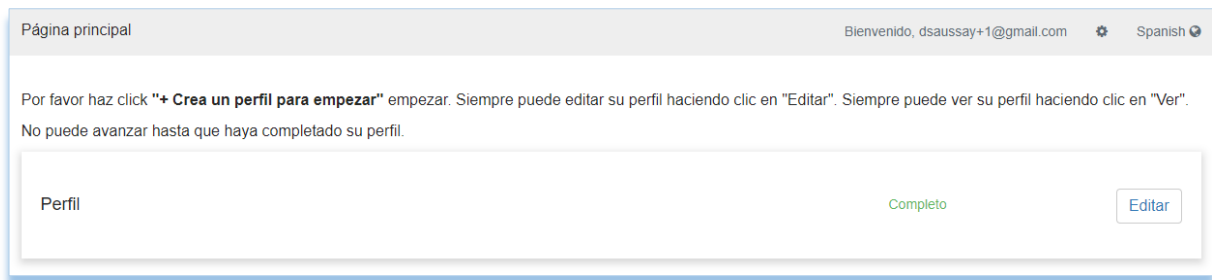 Página principal Bienvenido, dsaussay+1@gmail.com Spanish
Por favor haz click "+ Crea un perfil para empezar" empezar. Siempre puede editar su perfil haciendo clic en "Editar". Siempre puede ver su perfil haciendo clic en "Ver".
No puede avanzar hasta que haya completado su perfil.
Perfil Completo Editar